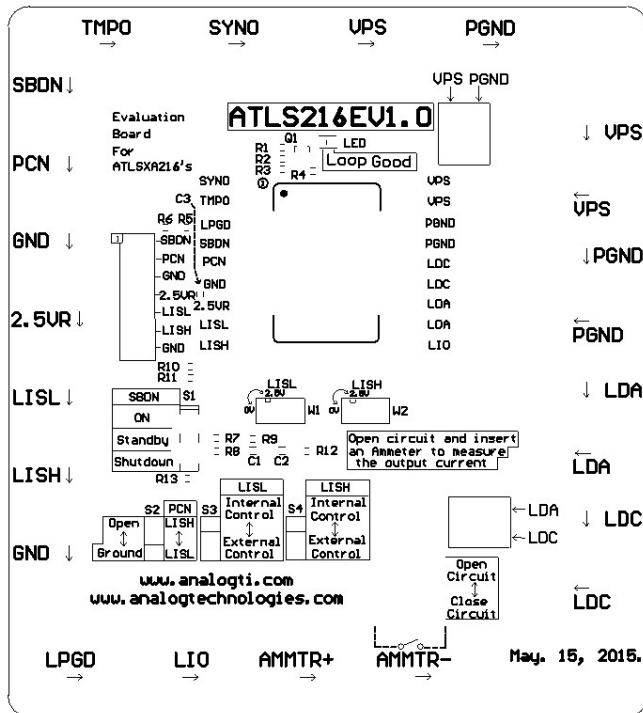 TMPO SYNO VPS PGND
SBDN
VPS PGND
Evaluation
Board
For
ATLSXA216's
ATLS216EV1.0
Q1
LED
R1
R2
R3
R4
Loop Good
VPS
PCN
1
SYNO VPS
C3 TMPO VPS
VPS
R6 R5
LPGD PGND
GND
1
SBDN SBDN PGND
PGND
PCN PCN LDC
GND GND LDC
2.5VR 2.5VR LDA
2.5VR
LISL LISL LDA
LISH LISH LIO
PGND
GND
R10
R11
LISL
SBDN S1
ON
Standby
Shutdown
LISL
2.5V
0V
W1
LISH
2.5V
0V
W2
LDA
R7 R9
R8
C1 C2
R12
Open circuit and insert
an Ammeter to measure
the output current
LDA
LISH
R13
S2 PCN
Open LISH
Ground LISL
S3 LISL
Internal
Control
External
Control
S4 LISH
Internal
Control
External
Control
LDA
LDC
LDC
GND
Open
Circuit
Close
Circuit
LDC
www.analogti.com
www.analogtechnologies.com
LPGD LIO AMMTR+ AMMTR-
May. 15, 2015.